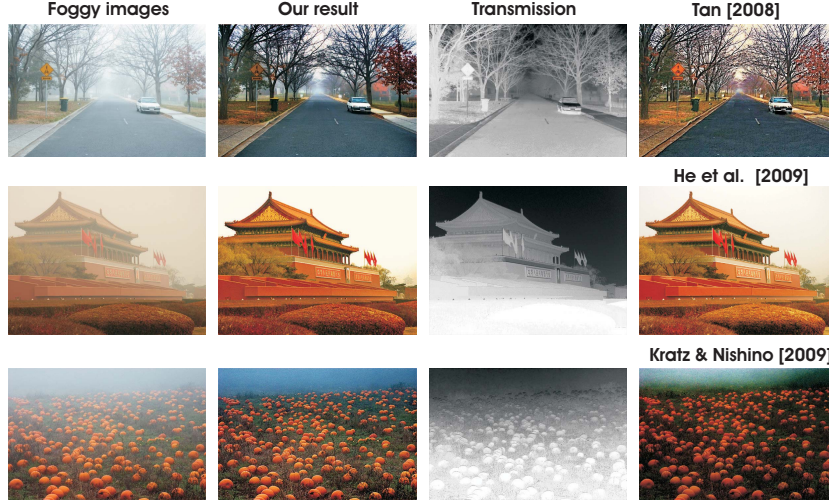 Foggy images
Our result
Transmission
Tan [2008]
He et al. [2009]
Kratz & Nishino [2009]